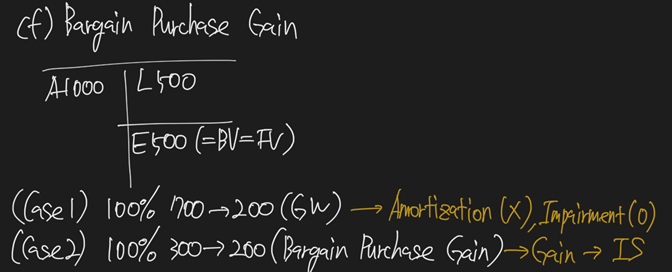 (f) Bargain Purchase Gain
A1000 L500
E500 (=BV=FV)
(Case1) 100% 700→200 (GW) → Amortization (X), Impairment (O)
(Case2) 100% 300→200 (Bargain Purchase Gain) → Gain → IS